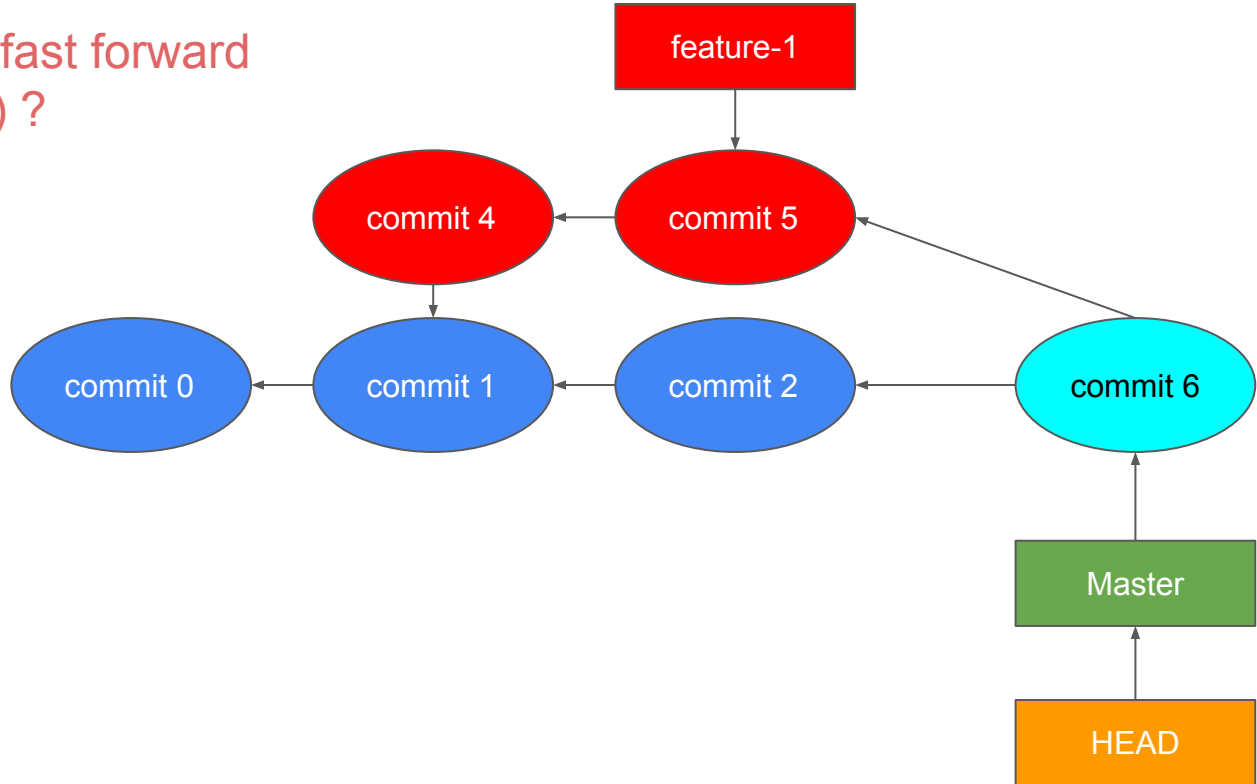 fast forward
) ?
feature-1
commit 4
commit 5
commit 0
commit 1
commit 2
commit 6
Master
HEAD